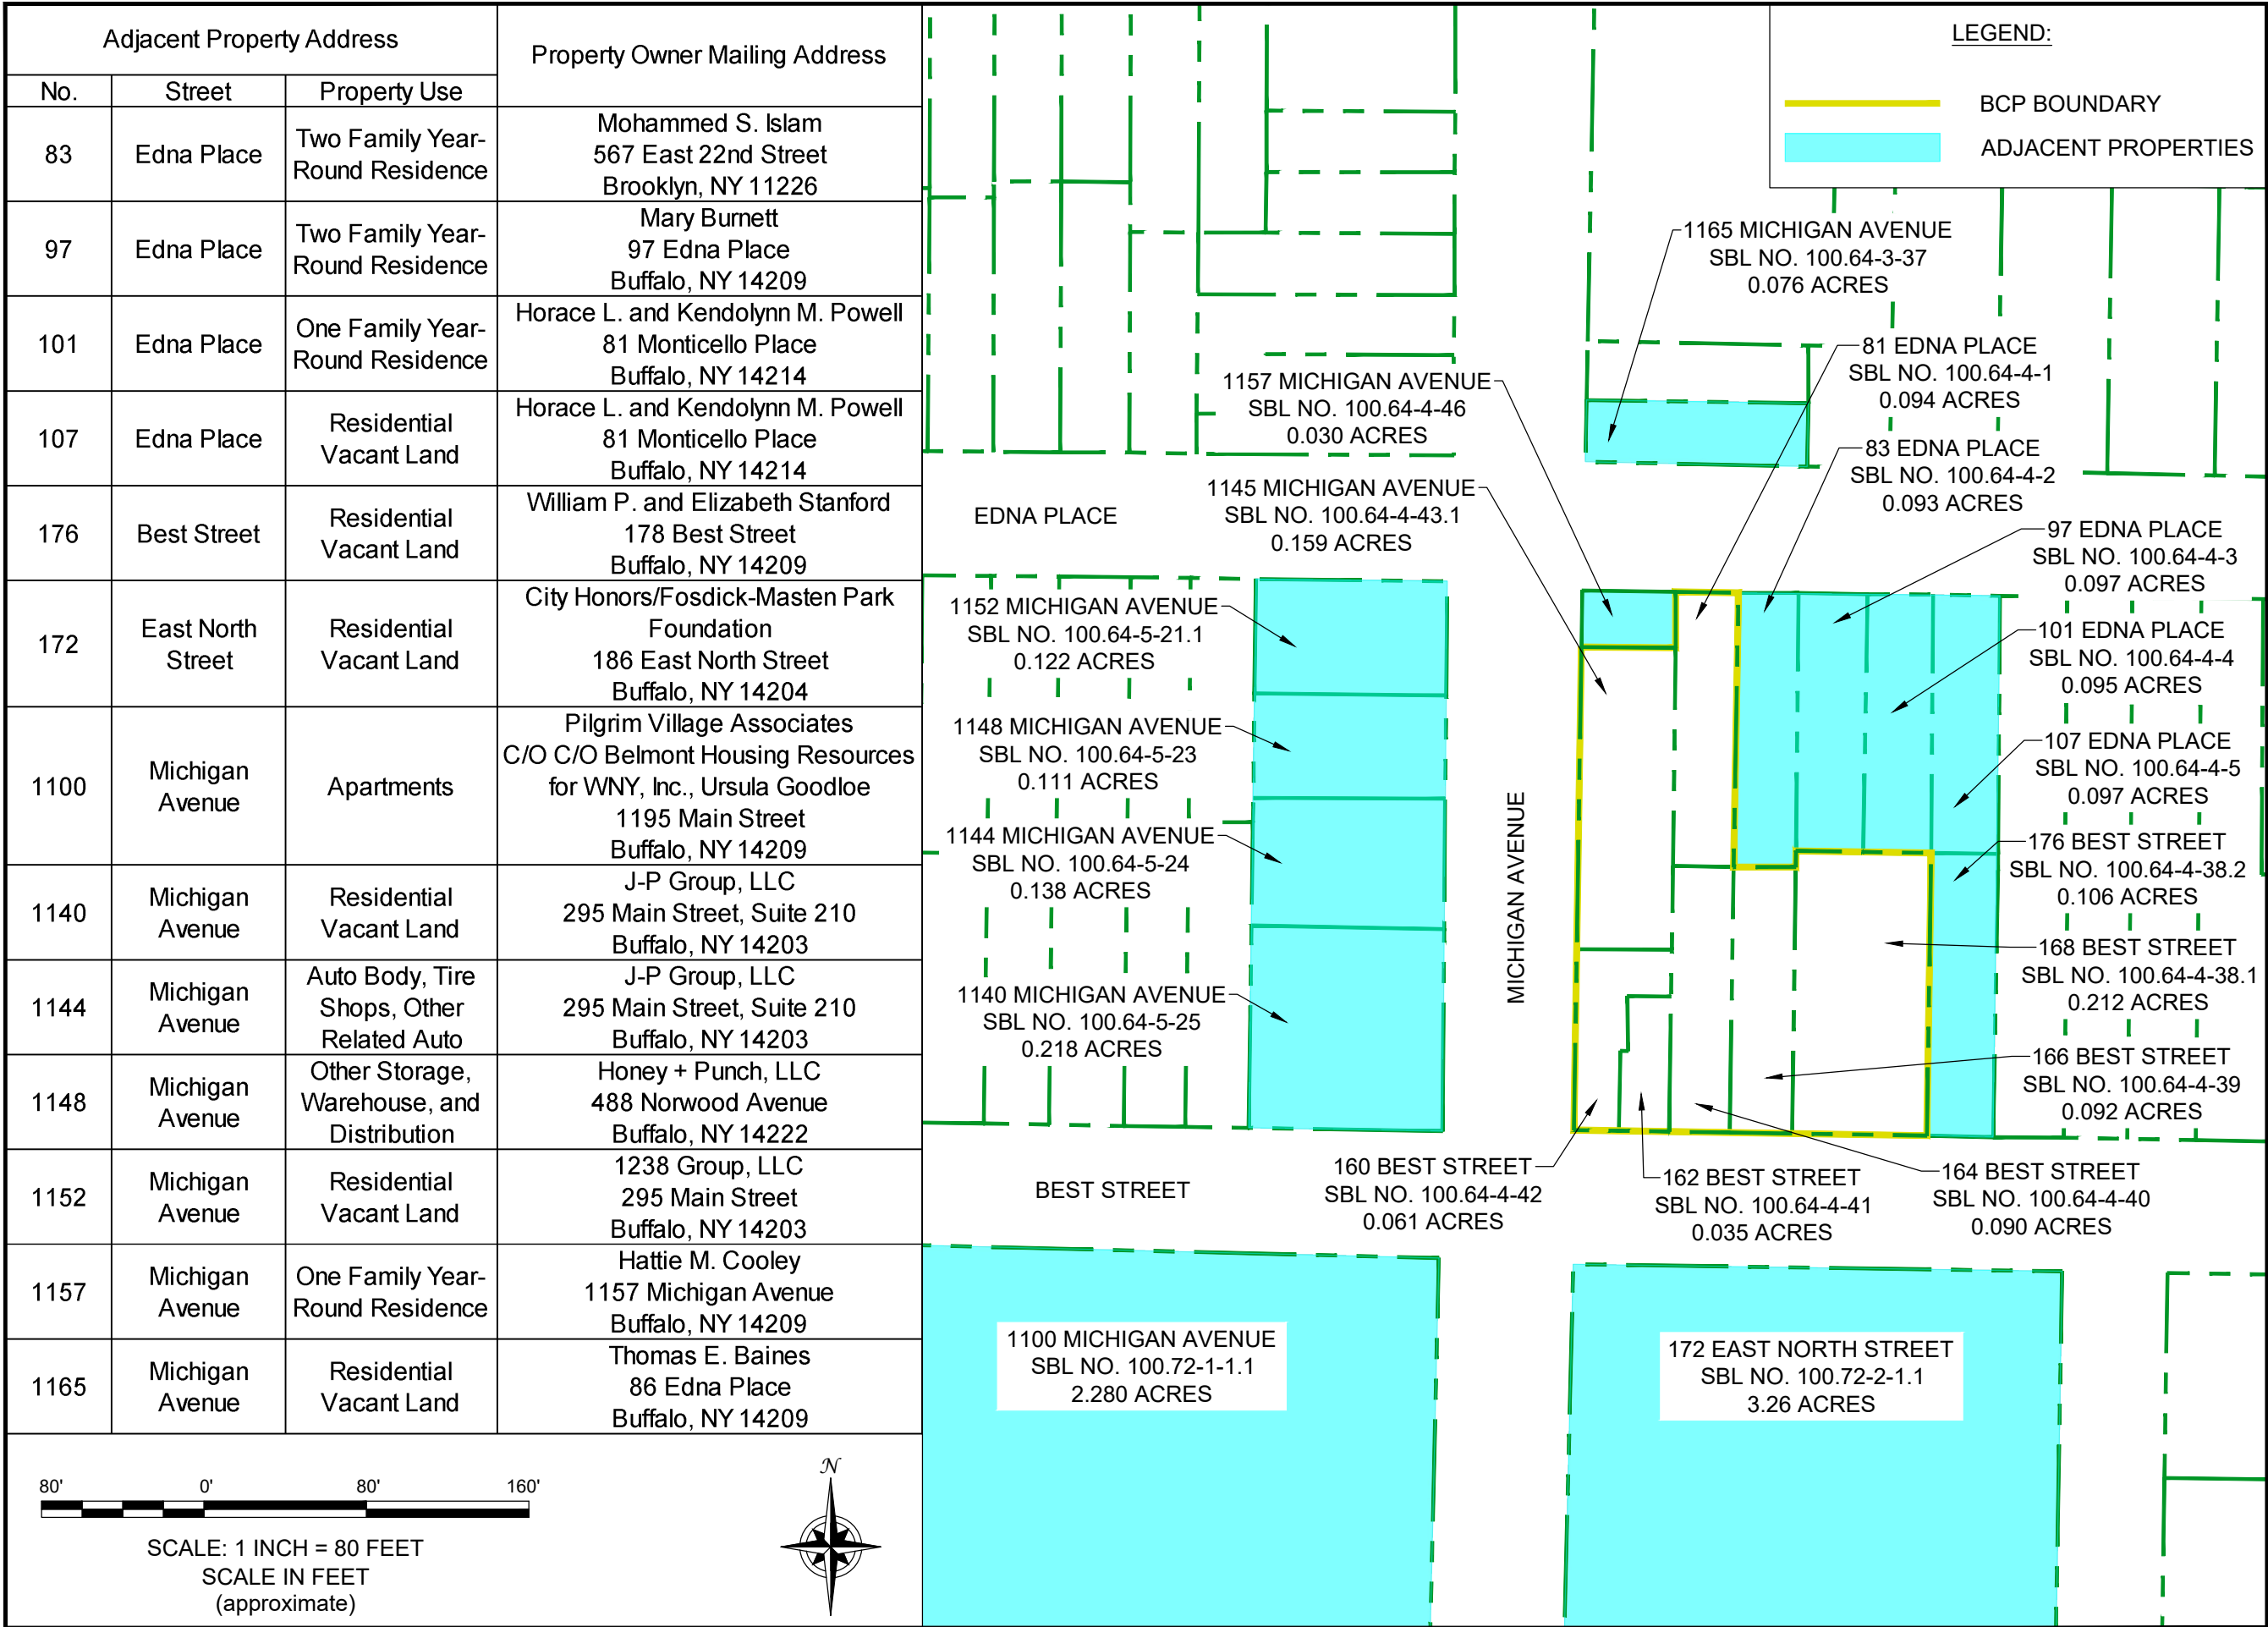 Adjacent Property Address
Property Owner Mailing Address
No.
Street
Property Use
83
Edna Place
Two Family Year-
Round Residence
Mohammed S. Islam
567 East 22nd Street
Brooklyn, NY 11226
97
Edna Place
Two Family Year-
Round Residence
Mary Burnett
97 Edna Place
Buffalo, NY 14209
101
Edna Place
One Family Year-
Round Residence
Horace L. and Kendolynn M. Powell
81 Monticello Place
Buffalo, NY 14214
107
Edna Place
Residential
Vacant Land
Horace L. and Kendolynn M. Powell
81 Monticello Place
Buffalo, NY 14214
176
Best Street
Residential
Vacant Land
William P. and Elizabeth Stanford
178 Best Street
Buffalo, NY 14209
172
East North
Street
Residential
Vacant Land
City Honors/Fosdick-Masten Park
Foundation
186 East North Street
Buffalo, NY 14204
1100
Michigan
Avenue
Apartments
Pilgrim Village Associates
C/O C/O Belmont Housing Resources
for WNY, Inc., Ursula Goodloe
1195 Main Street
Buffalo, NY 14209
1140
Michigan
Avenue
Residential
Vacant Land
J-P Group, LLC
295 Main Street, Suite 210
Buffalo, NY 14203
1144
Michigan
Avenue
Auto Body, Tire
Shops, Other
Related Auto
J-P Group, LLC
295 Main Street, Suite 210
Buffalo, NY 14203
1148
Michigan
Avenue
Other Storage,
Warehouse, and
Distribution
Honey + Punch, LLC
488 Norwood Avenue
Buffalo, NY 14222
1152
Michigan
Avenue
Residential
Vacant Land
1238 Group, LLC
295 Main Street
Buffalo, NY 14203
1157
Michigan
Avenue
One Family Year-
Round Residence
Hattie M. Cooley
1157 Michigan Avenue
Buffalo, NY 14209
1165
Michigan
Avenue
Residential
Vacant Land
Thomas E. Baines
86 Edna Place
Buffalo, NY 14209
80'
0'
80'
160'
SCALE: 1 INCH = 80 FEET
SCALE IN FEET
(approximate)
N
LEGEND:
BCP BOUNDARY
ADJACENT PROPERTIES
1165 MICHIGAN AVENUE
SBL NO. 100.64-3-37
0.076 ACRES
81 EDNA PLACE
SBL NO. 100.64-4-1
0.094 ACRES
1157 MICHIGAN AVENUE
SBL NO. 100.64-4-46
0.030 ACRES
83 EDNA PLACE
SBL NO. 100.64-4-2
0.093 ACRES
1145 MICHIGAN AVENUE
SBL NO. 100.64-4-43.1
0.159 ACRES
EDNA PLACE
97 EDNA PLACE
SBL NO. 100.64-4-3
0.097 ACRES
1152 MICHIGAN AVENUE
SBL NO. 100.64-5-21.1
0.122 ACRES
101 EDNA PLACE
SBL NO. 100.64-4-4
0.095 ACRES
1148 MICHIGAN AVENUE
SBL NO. 100.64-5-23
0.111 ACRES
107 EDNA PLACE
SBL NO. 100.64-4-5
0.097 ACRES
1144 MICHIGAN AVENUE
SBL NO. 100.64-5-24
0.138 ACRES
MICHIGAN AVENUE
176 BEST STREET
SBL NO. 100.64-4-38.2
0.106 ACRES
168 BEST STREET
SBL NO. 100.64-4-38.1
0.212 ACRES
1140 MICHIGAN AVENUE
SBL NO. 100.64-5-25
0.218 ACRES
166 BEST STREET
SBL NO. 100.64-4-39
0.092 ACRES
BEST STREET
160 BEST STREET
SBL NO. 100.64-4-42
0.061 ACRES
162 BEST STREET
SBL NO. 100.64-4-41
0.035 ACRES
164 BEST STREET
SBL NO. 100.64-4-40
0.090 ACRES
1100 MICHIGAN AVENUE
SBL NO. 100.72-1-1.1
2.280 ACRES
172 EAST NORTH STREET
SBL NO. 100.72-2-1.1
3.26 ACRES